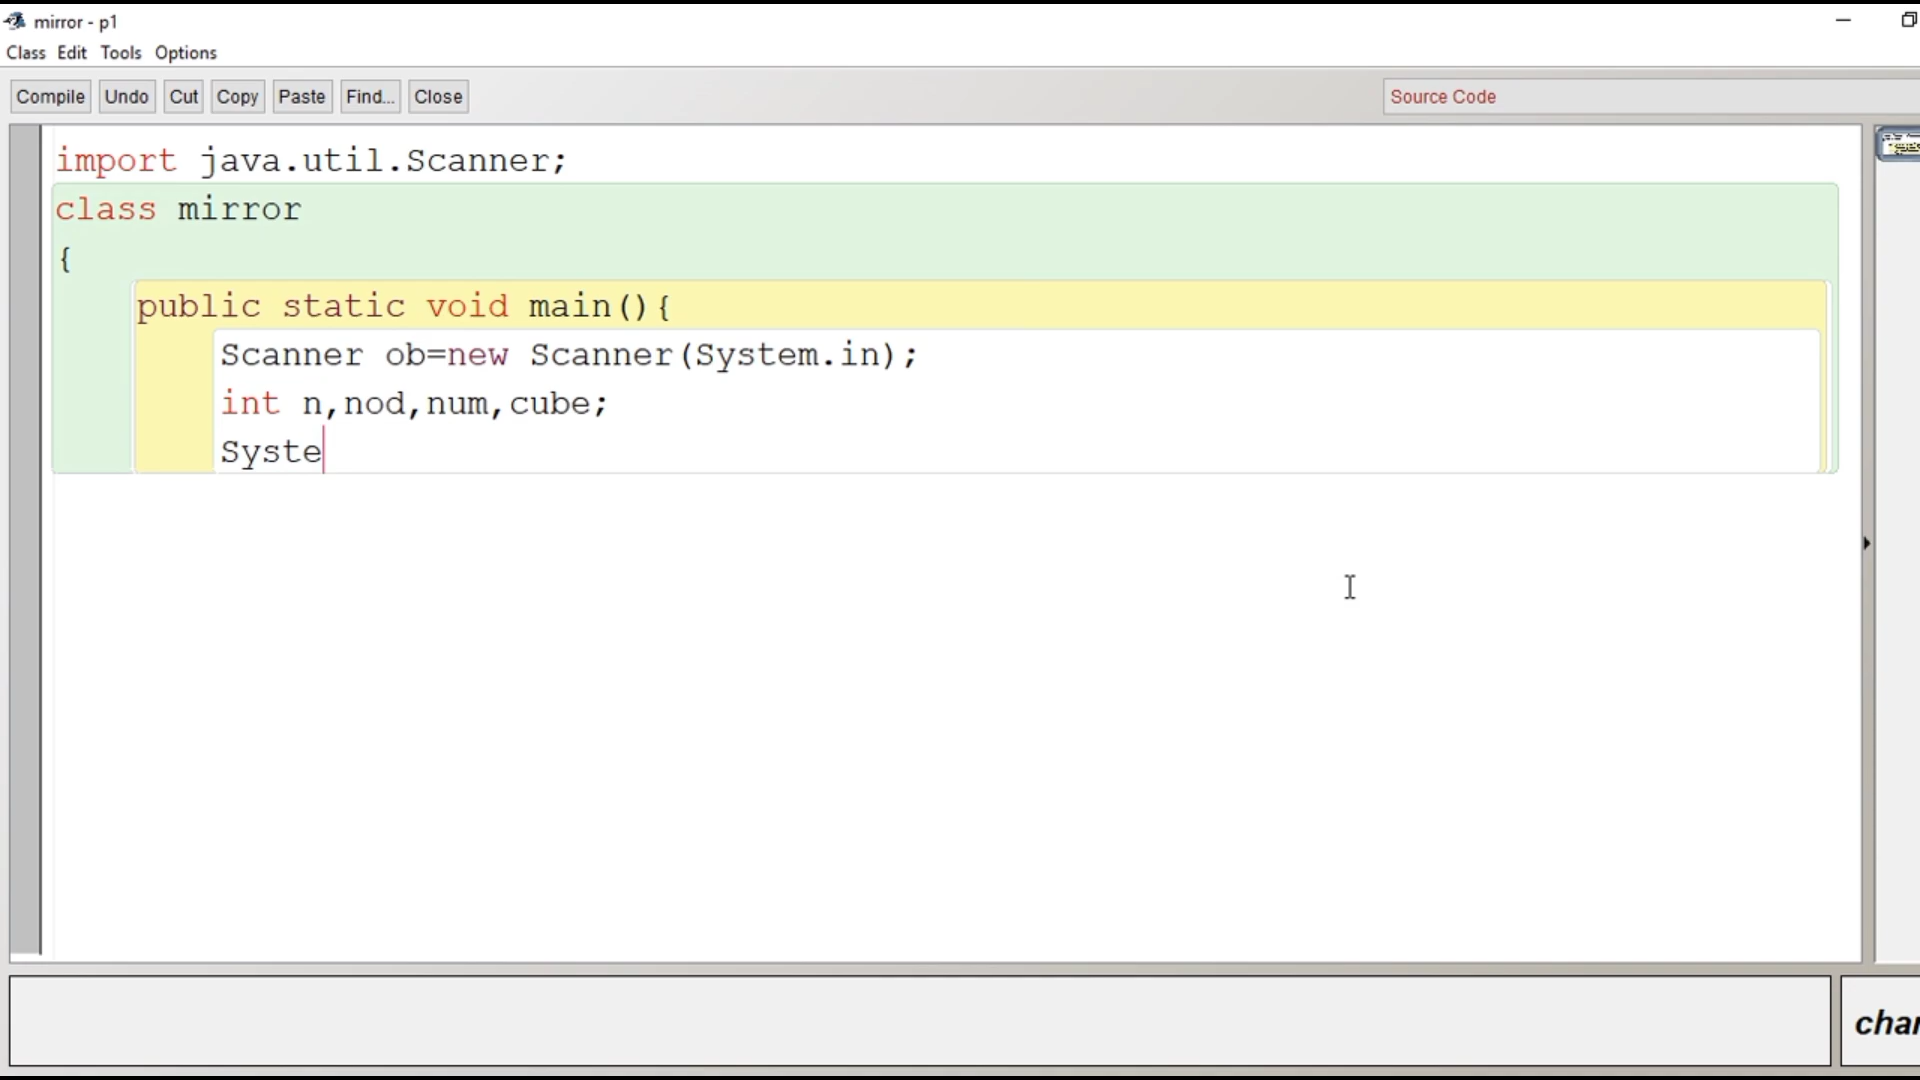 mirror - p1
Class Edit Tools Options
Compile Undo Cut Copy Paste Find... Close Source Code
import java.util.Scanner;
class mirror
{
public static void main(){
Scanner ob=new Scanner(System.in);
int n,nod,num,cube;
Syste